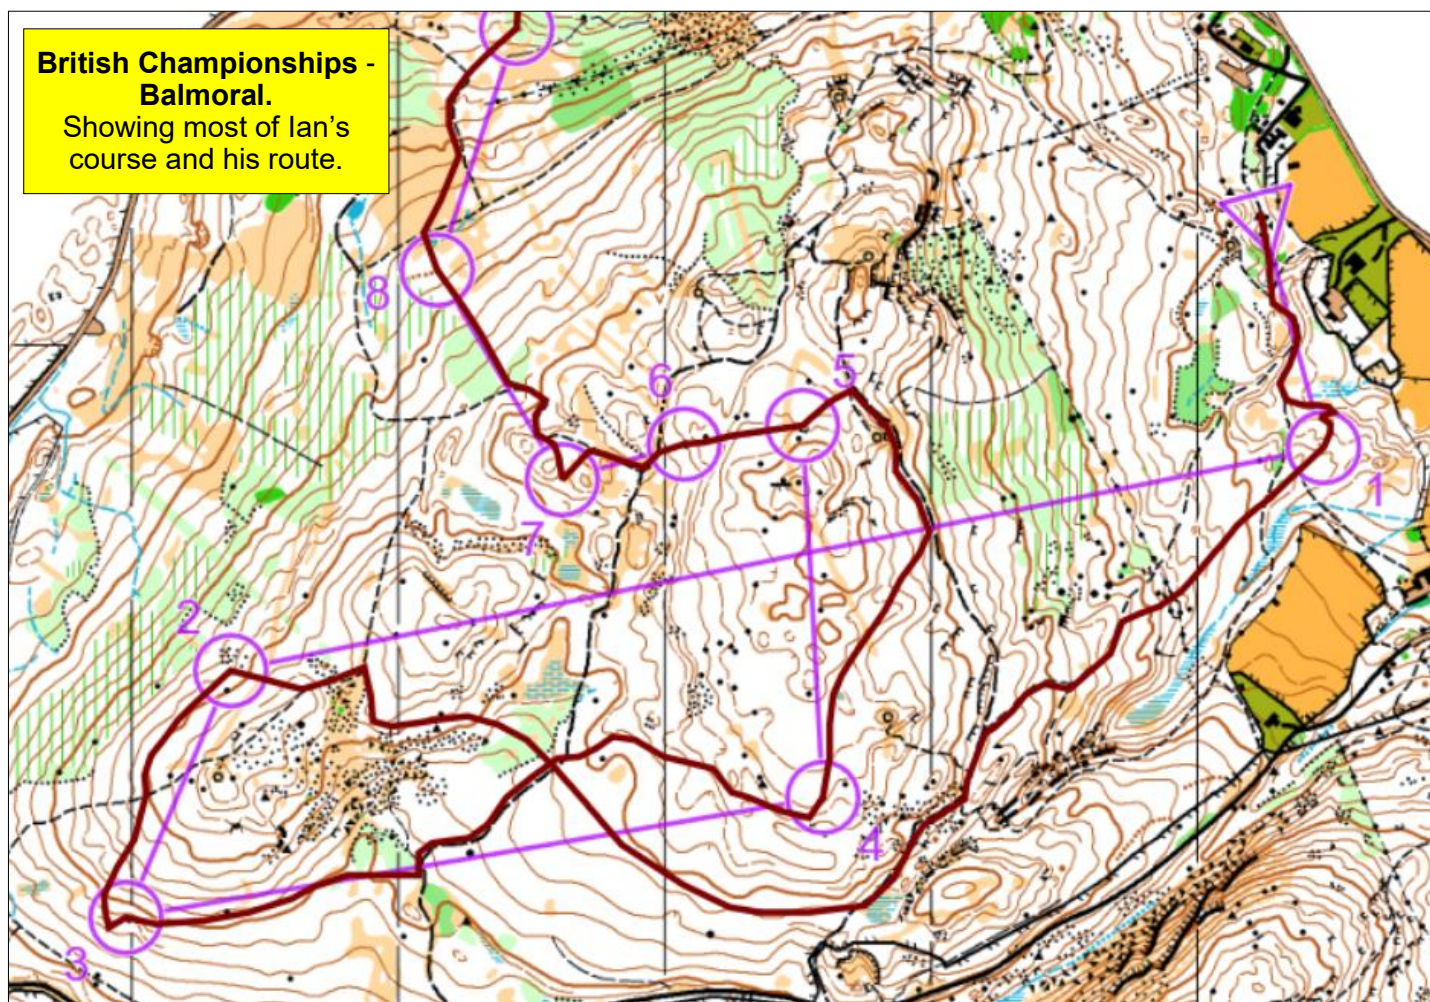 British Championships -
Balmoral.
Showing most of Ian's
course and his route.
5
6
8
1
7
2
4
3